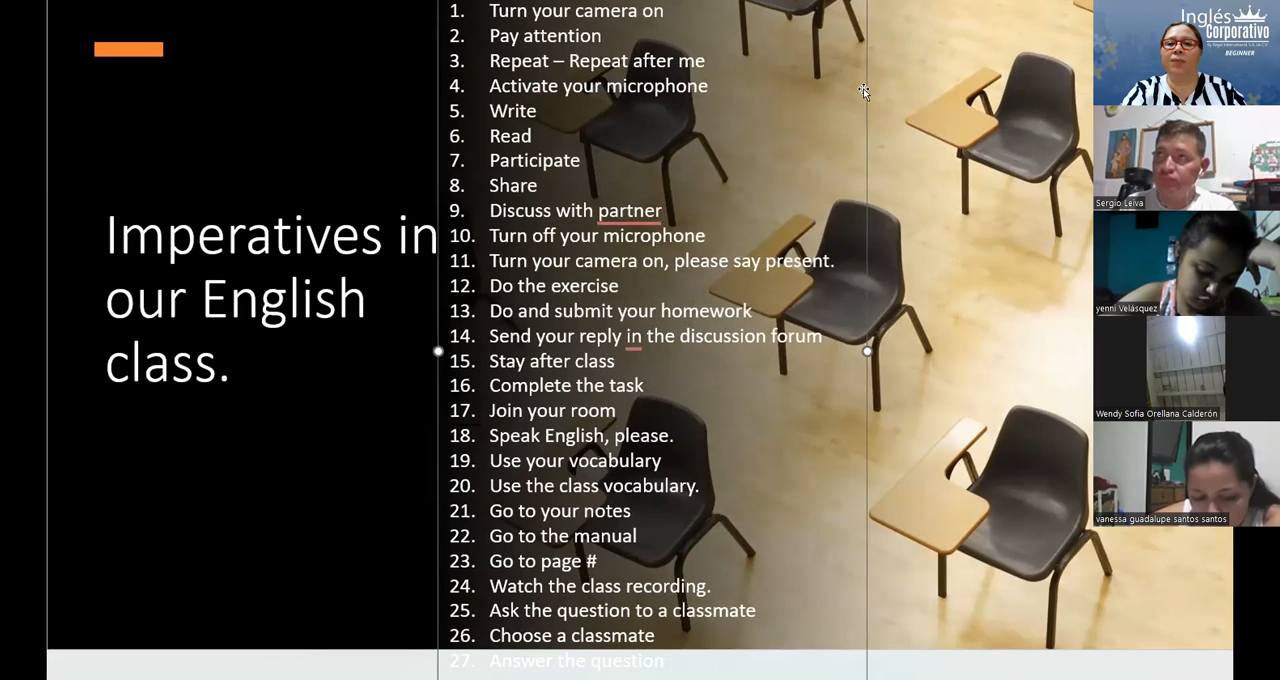 Imperatives in
our English
class.
1. Turn your camera on
2. Pay attention
3. Repeat – Repeat after me
4. Activate your microphone
5. Write
6. Read
7. Participate
8. Share
9. Discuss with partner
10. Turn off your microphone
11. Turn your camera on, please say present.
12. Do the exercise
13. Do and submit your homework
14. Send your reply in the discussion forum
15. Stay after class
16. Complete the task
17. Join your room
18. Speak English, please.
19. Use your vocabulary
20. Use the class vocabulary.
21. Go to your notes
22. Go to the manual
23. Go to page #
24. Watch the class recording.
25. Ask the question to a classmate
26. Choose a classmate
27. Answer the question
Inglés
Corporativo
BEGINNER
Sergio Leiva
yenni Velásquez
Wendy Sofia Orellana Calderón
vanessa guadalupe santos santos